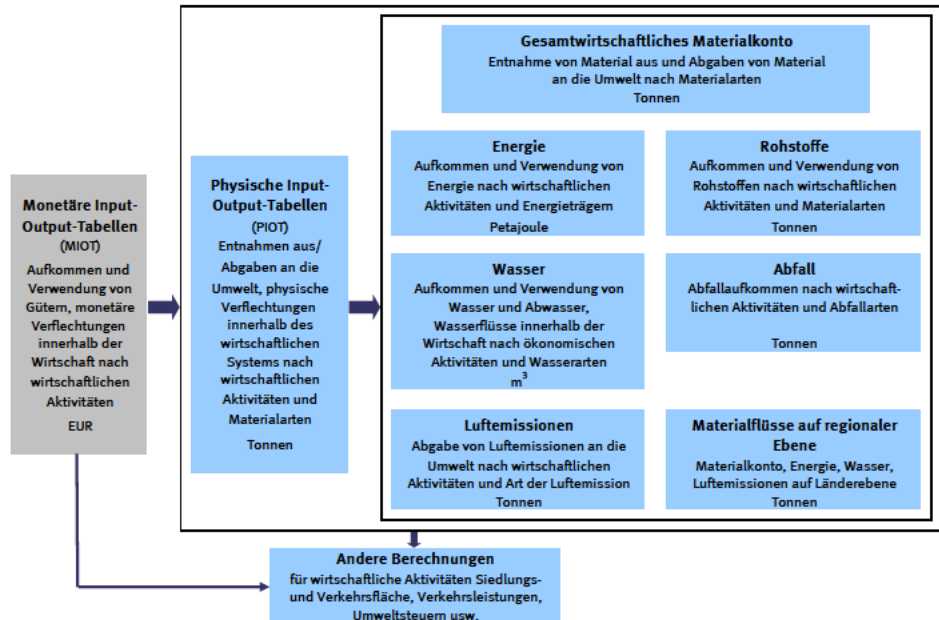 Gesamtwirtschaftliches Materialkonto
Entnahme von Material aus und Abgaben von Material
an die Umwelt nach Materialarten
Tonnen
Energie
Aufkommen und Verwendung von
Energie nach wirtschaftlichen
Aktivitäten und Energieträgern
Petajoule
Rohstoffe
Aufkommen und Verwendung von
Rohstoffen nach wirtschaftlichen
Aktivitäten und Materialarten
Tonnen
Monetäre Input-
Output-Tabellen
(MIOT)
Aufkommen und
Verwendung von
Gütern, monetäre
Verflechtungen
innerhalb der
Wirtschaft nach
wirtschaftlichen
Aktivitäten
EUR
Physische Input-
Output-Tabellen
(PIOT)
Entnahmen aus/
Abgaben an die
Umwelt, physische
Verflechtungen
innerhalb des
wirtschaftlichen
Systems nach
wirtschaftlichen
Aktivitäten und
Materialarten
Tonnen
Wasser
Aufkommen und Verwendung von
Wasser und Abwasser,
Wasserflüsse innerhalb der
Wirtschaft nach ökonomischen
Aktivitäten und Wasserarten
m³
Abfall
Abfallaufkommen nach wirtschaft-
lichen Aktivitäten und Abfallarten
Tonnen
Luftemissionen
Abgabe von Luftemissionen an die
Umwelt nach wirtschaftlichen
Aktivitäten und Art der Luftemission
Tonnen
Materialflüsse auf regionaler
Ebene
Materialkonto, Energie, Wasser,
Luftemissionen auf Länderebene
Tonnen
Andere Berechnungen
für wirtschaftliche Aktivitäten Siedlungs-
und Verkehrsfläche, Verkehrsleistungen,
Umweltsteuern usw.